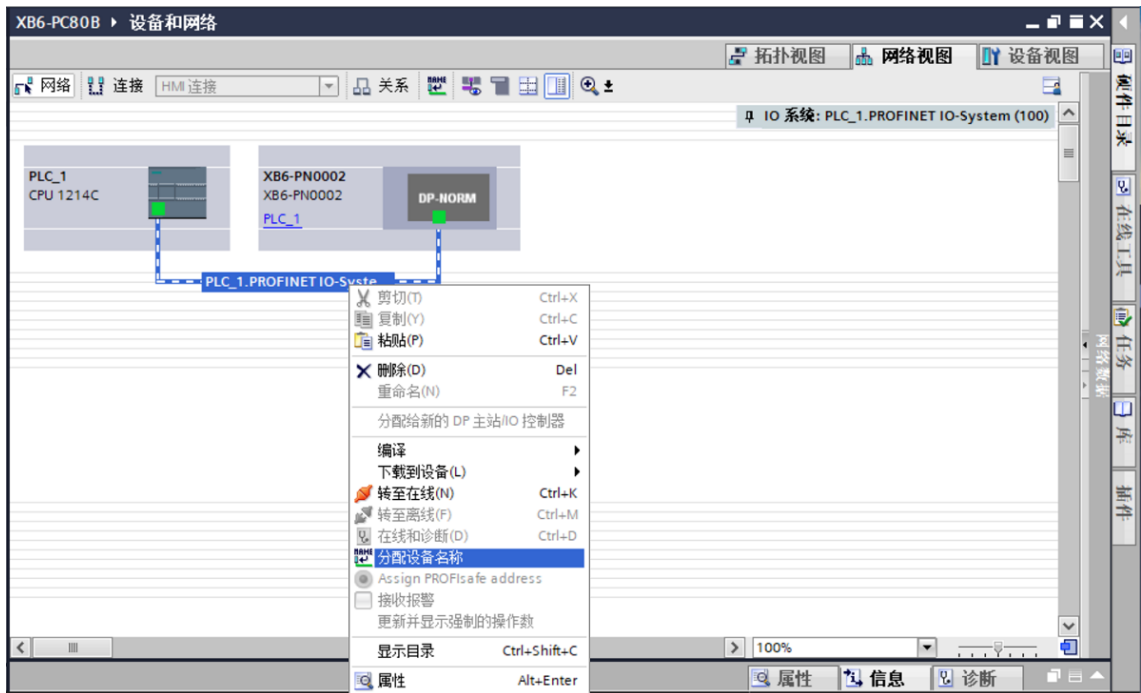 XB6-PC80B ▸ 设备和网络
拓扑视图 网络视图 设备视图
网络 连接 HMI 连接 关系
IO 系统: PLC_1.PROFINET IO-System (100)
PLC_1
CPU 1214C
XB6-PN0002
XB6-PN0002
PLC_1
DP-NORM
PLC_1.PROFINET IO-Syste...
剪切(T) Ctrl+X
复制(Y) Ctrl+C
粘贴(P) Ctrl+V
删除(D) Del
重命名(N) F2
分配给新的 DP 主站/IO 控制器
编译
下载到设备(L)
转至在线(N) Ctrl+K
转至离线(F) Ctrl+M
在线和诊断(D) Ctrl+D
分配设备名称
Assign PROFIsafe address
接收报警
更新并显示强制的操作数
显示目录 Ctrl+Shift+C
属性 Alt+Enter
100%
属性 信息 诊断
网络数据
硬件目录
在线工具
任务
库
插件